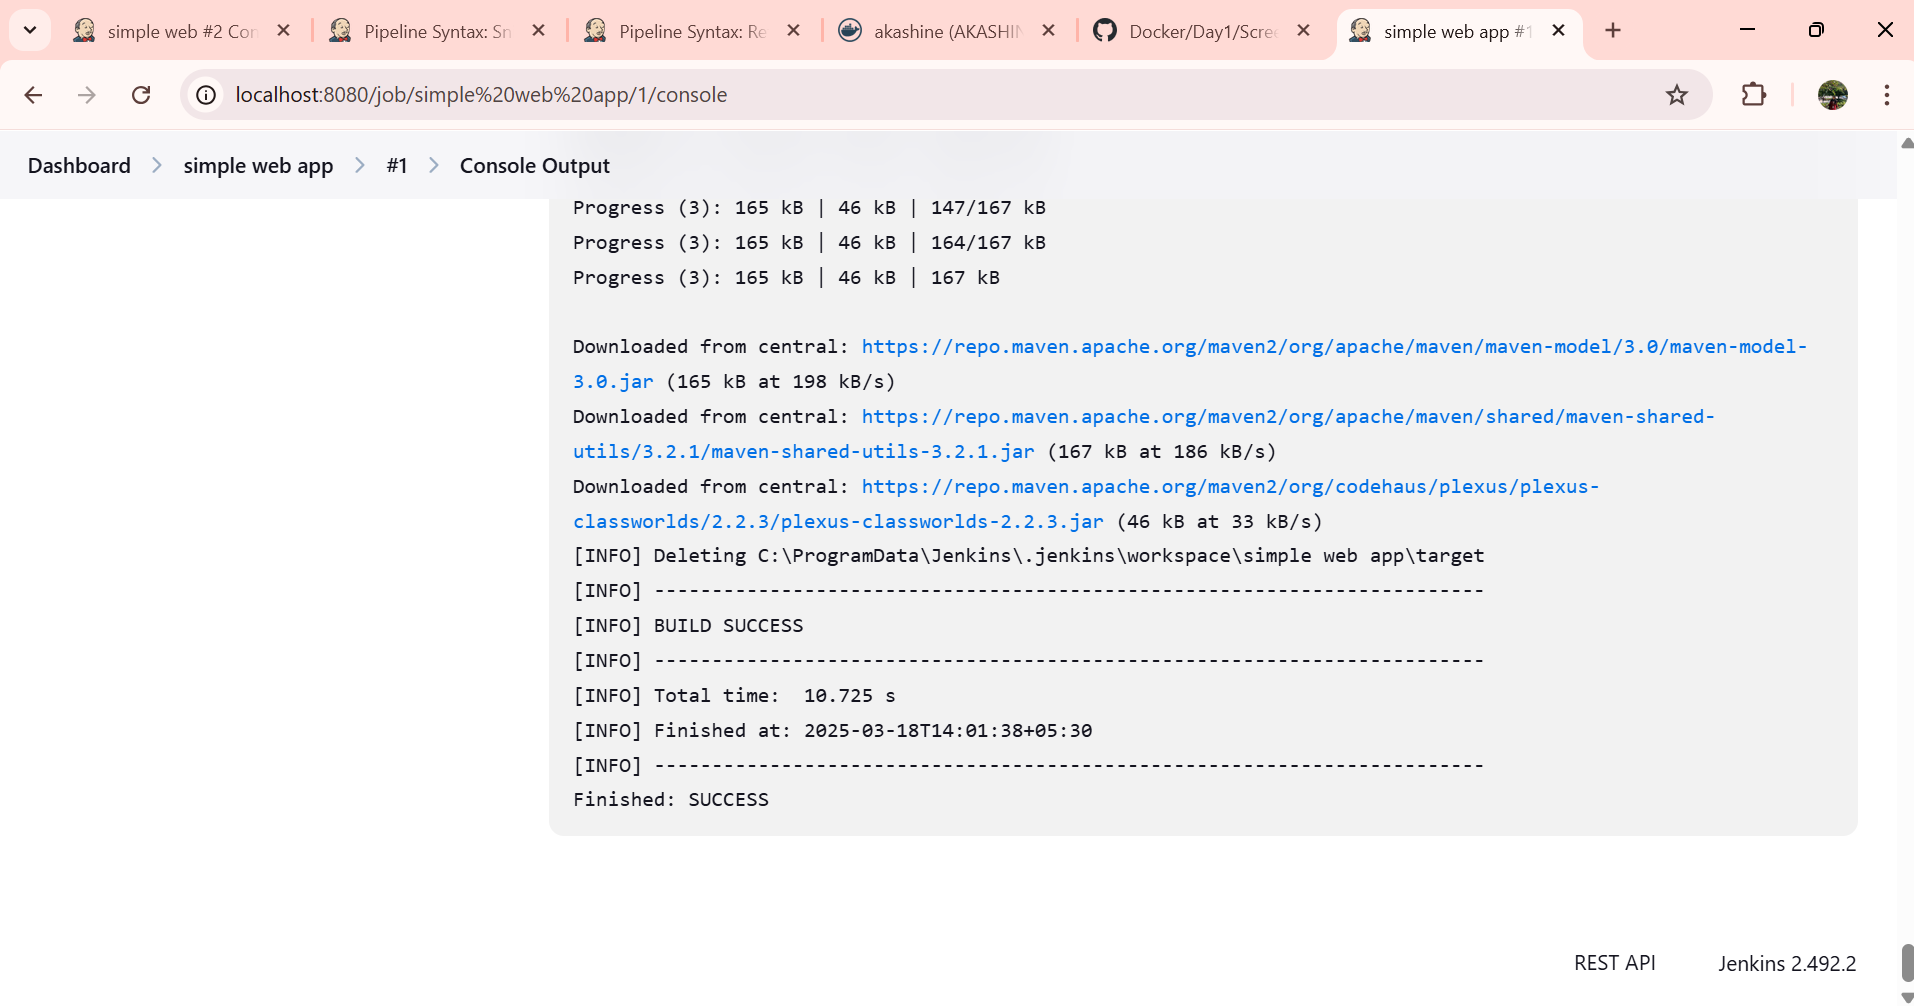 simple web #2 Con
Pipeline Syntax: Sn
Pipeline Syntax: Re
akashine (AKASHIN
Docker/Day1/Scree
simple web app #1
localhost:8080/job/simple%20web%20app/1/console
Dashboard > simple web app > #1 > Console Output
Progress (3): 165 kB | 46 kB | 147/167 kB
Progress (3): 165 kB | 46 kB | 164/167 kB
Progress (3): 165 kB | 46 kB | 167 kB
Downloaded from central: https://repo.maven.apache.org/maven2/org/apache/maven/maven-model/3.0/maven-model-
3.0.jar (165 kB at 198 kB/s)
Downloaded from central: https://repo.maven.apache.org/maven2/org/apache/maven/shared/maven-shared-
utils/3.2.1/maven-shared-utils-3.2.1.jar (167 kB at 186 kB/s)
Downloaded from central: https://repo.maven.apache.org/maven2/org/codehaus/plexus/plexus-
classworlds/2.2.3/plexus-classworlds-2.2.3.jar (46 kB at 33 kB/s)
[INFO] Deleting C:\ProgramData\Jenkins\.jenkins\workspace\simple web app\target
[INFO] ------------------------------------------------------------------------
[INFO] BUILD SUCCESS
[INFO] ------------------------------------------------------------------------
[INFO] Total time:  10.725 s
[INFO] Finished at: 2025-03-18T14:01:38+05:30
[INFO] ------------------------------------------------------------------------
Finished: SUCCESS
REST API
Jenkins 2.492.2